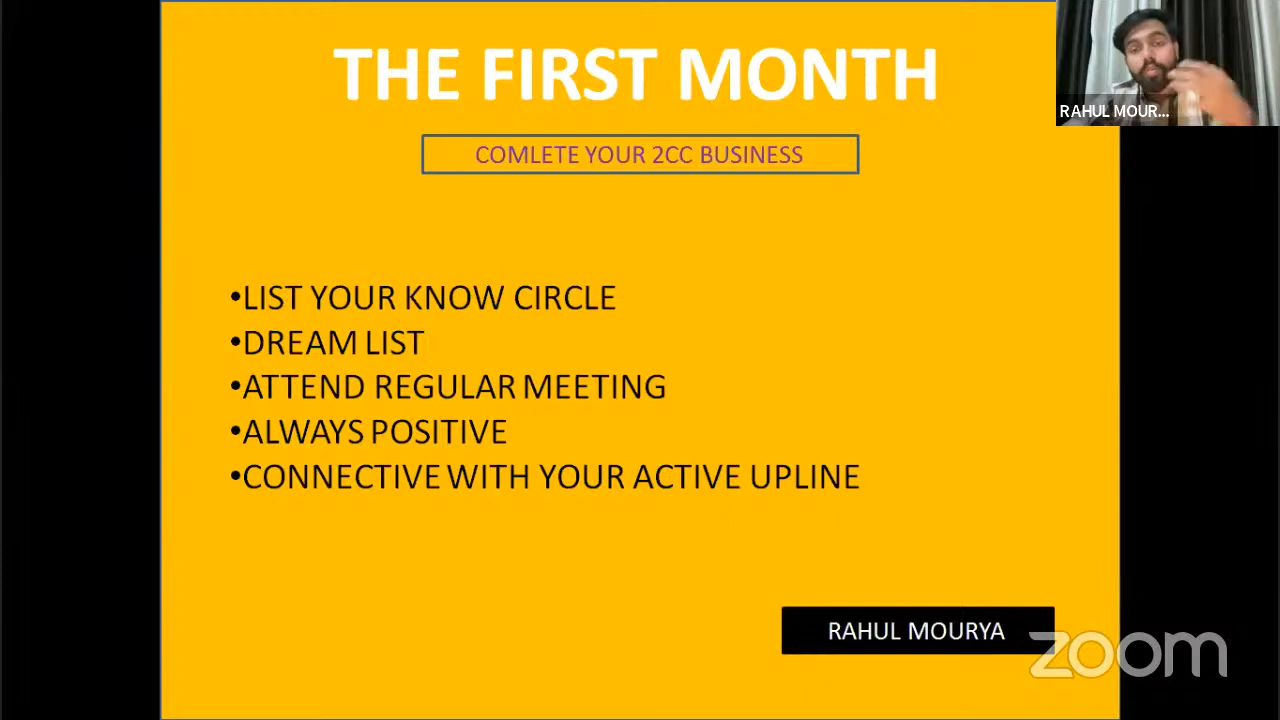 THE FIRST MONTH
RAHUL MOUR...
COMLETE YOUR 2CC BUSINESS
•LIST YOUR KNOW CIRCLE
•DREAM LIST
•ATTEND REGULAR MEETING
•ALWAYS POSITIVE
•CONNECTIVE WITH YOUR ACTIVE UPLINE
RAHUL MOURYA
zoom